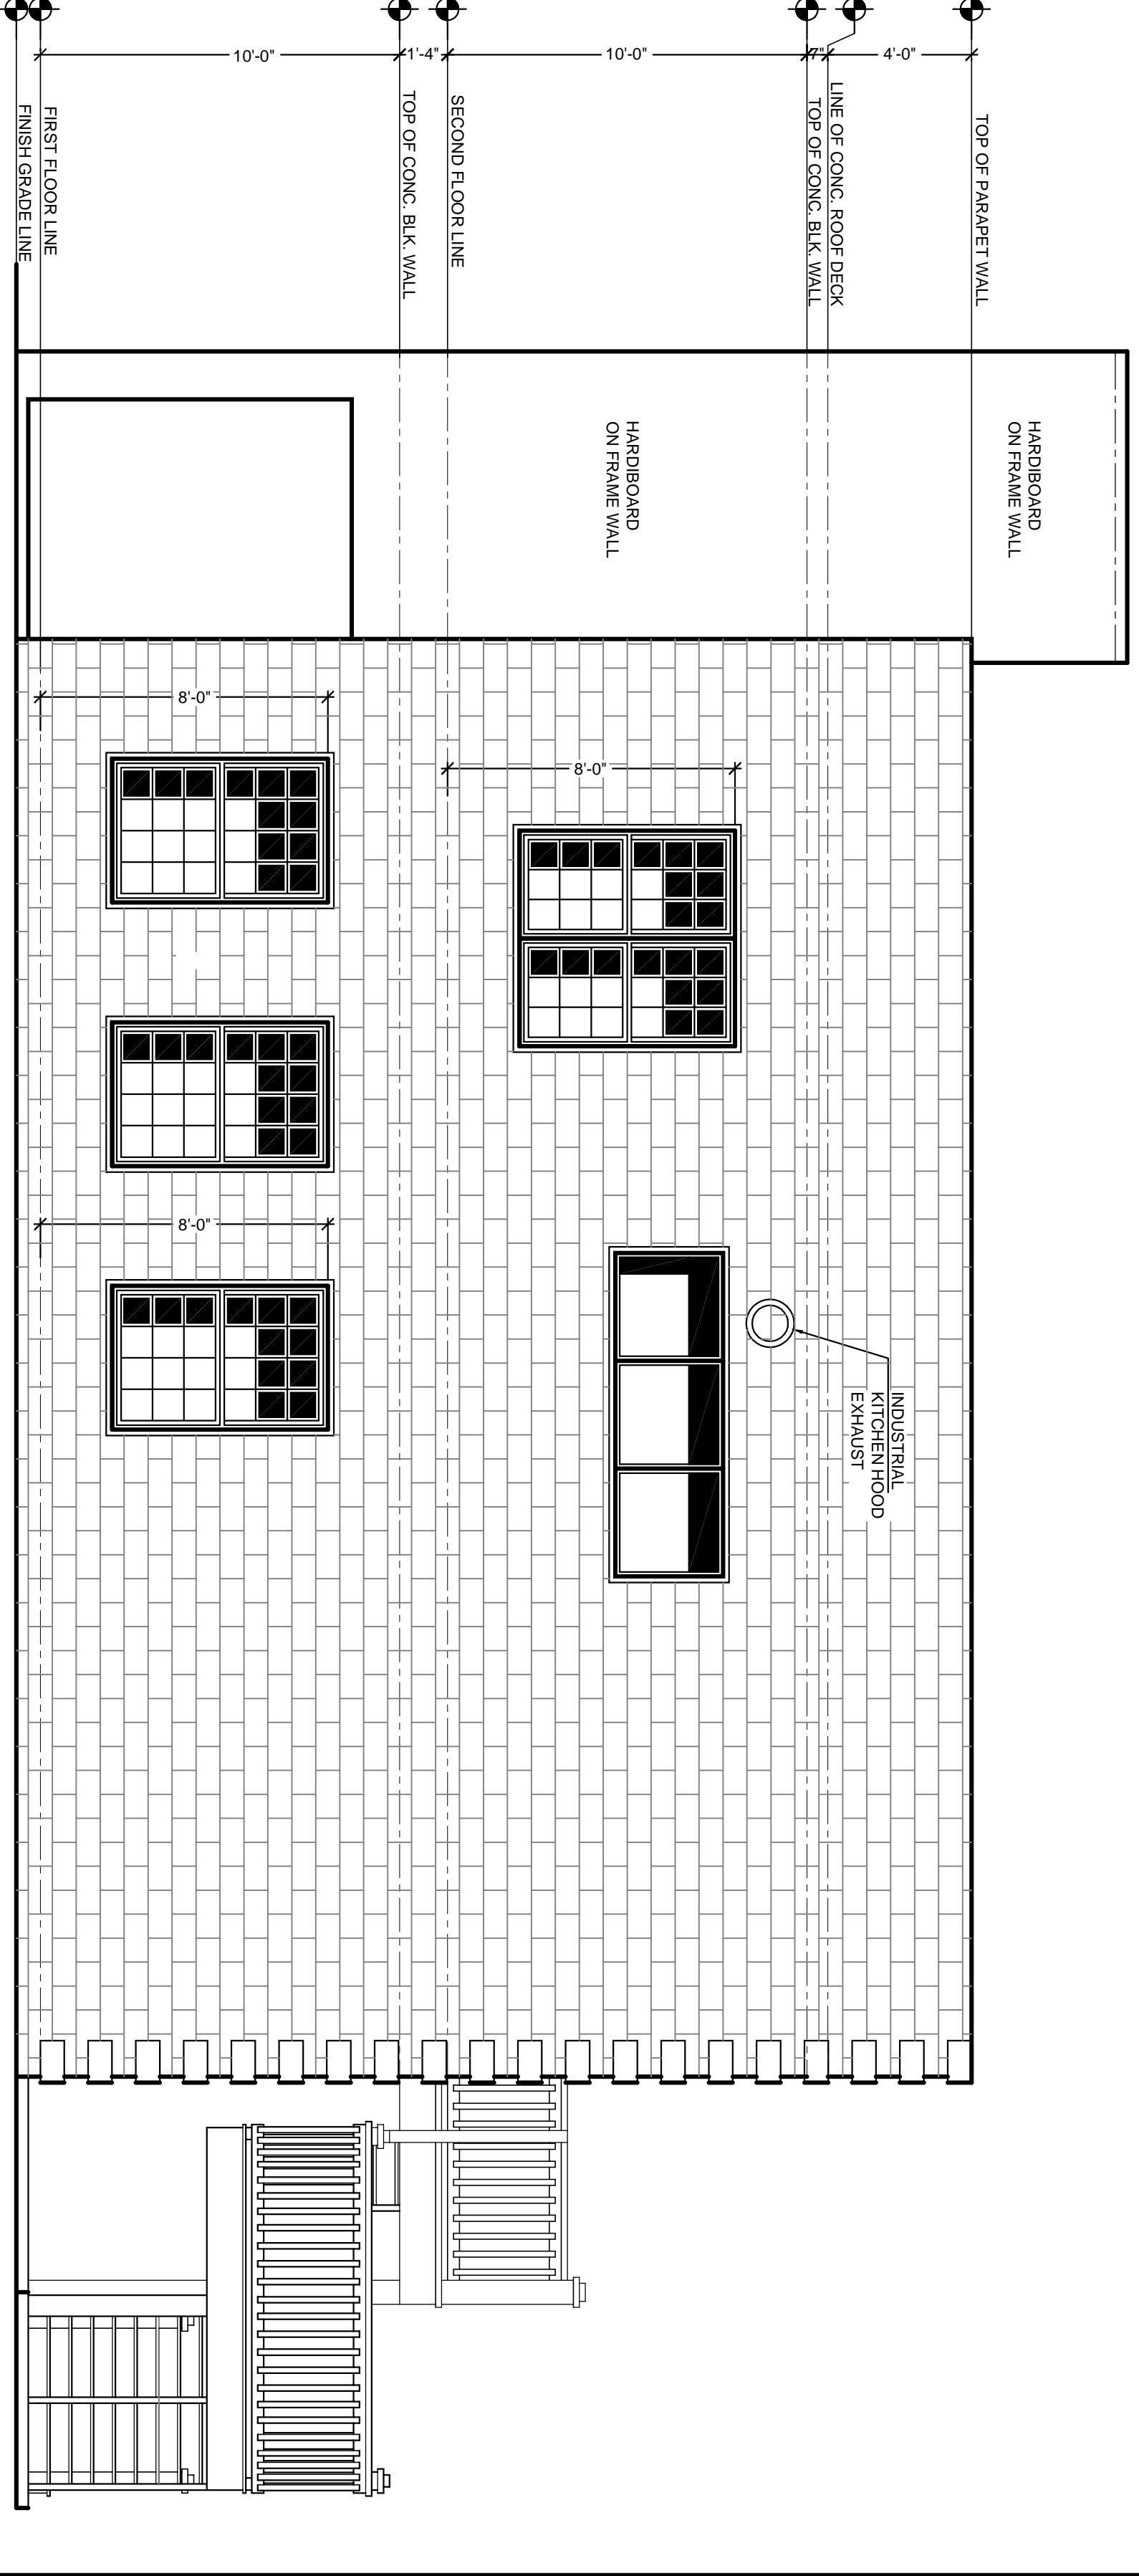 10'-0"
1'-4"
10'-0"
7"
4'-0"
FINISH GRADE LINE
FIRST FLOOR LINE
TOP OF CONC. BLK. WALL
SECOND FLOOR LINE
TOP OF CONC. BLK. WALL
LINE OF CONC. ROOF DECK
TOP OF PARAPET WALL
HARDIBOARD
ON FRAME WALL
HARDIBOARD
ON FRAME WALL
8'-0"
8'-0"
8'-0"
INDUSTRIAL
KITCHEN HOOD
EXHAUST